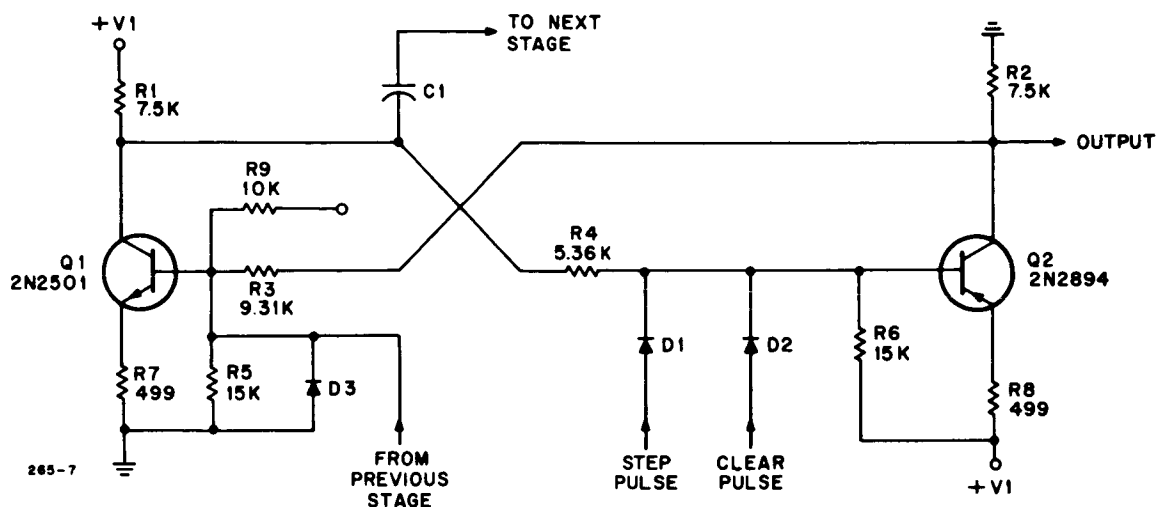 +V1
TO NEXT
STAGE
R1
7.5K
C1
R2
7.5K
OUTPUT
R9
10K
R4
5.36K
Q1
2N2501
R3
9.31K
Q2
2N2894
D1
D2
R6
15K
R7
499
R5
15K
D3
R8
499
FROM
PREVIOUS
STAGE
STEP
PULSE
CLEAR
PULSE
+V1
265-7